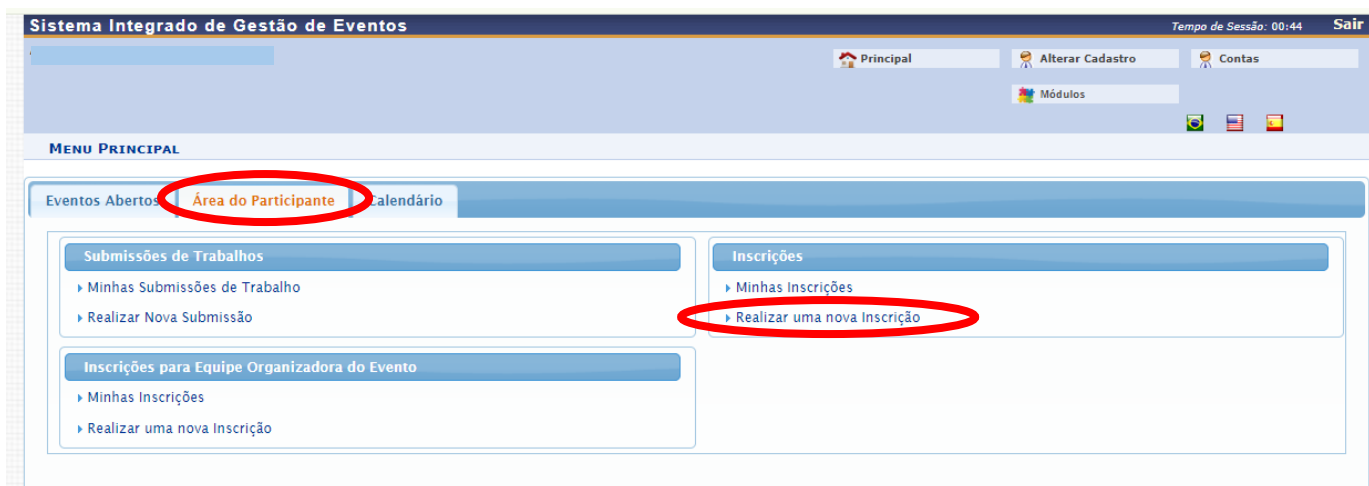 Sistema Integrado de Gestão de Eventos
Tempo de Sessão: 00:44 Sair
Principal Alterar Cadastro Contas
Módulos
MENU PRINCIPAL
Eventos Abertos Área do Participante Calendário
Submissões de Trabalhos
Minhas Submissões de Trabalho
Realizar Nova Submissão
Inscrições
Minhas Inscrições
Realizar uma nova Inscrição
Inscrições para Equipe Organizadora do Evento
Minhas Inscrições
Realizar uma nova Inscrição